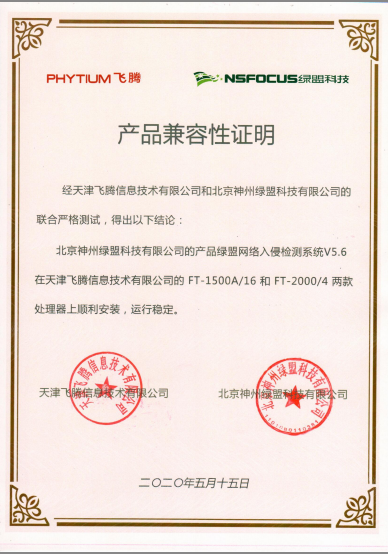 PHYTIUM飞腾 NSFOCUS绿盟科技
产品兼容性证明
经天津飞腾信息技术有限公司和北京神州绿盟科技有限公司的
联合严格测试，得出以下结论：
北京神州绿盟科技有限公司的产品绿盟网络入侵检测系统V5.6
在天津飞腾信息技术有限公司的 FT-1500A/16 和 FT-2000/4 两款
处理器上顺利安装，运行稳定。
天津飞腾信息技术有限公司
天津飞腾信息技术有限公司
北京神州绿盟科技有限公司
北京神州绿盟科技有限公司
二〇二〇年五月十五日